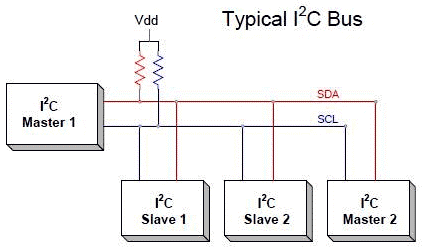 Vdd
Typical I²C Bus
SDA
SCL
I²C
Master 1
I²C
Slave 1
I²C
Slave 2
I²C
Master 2